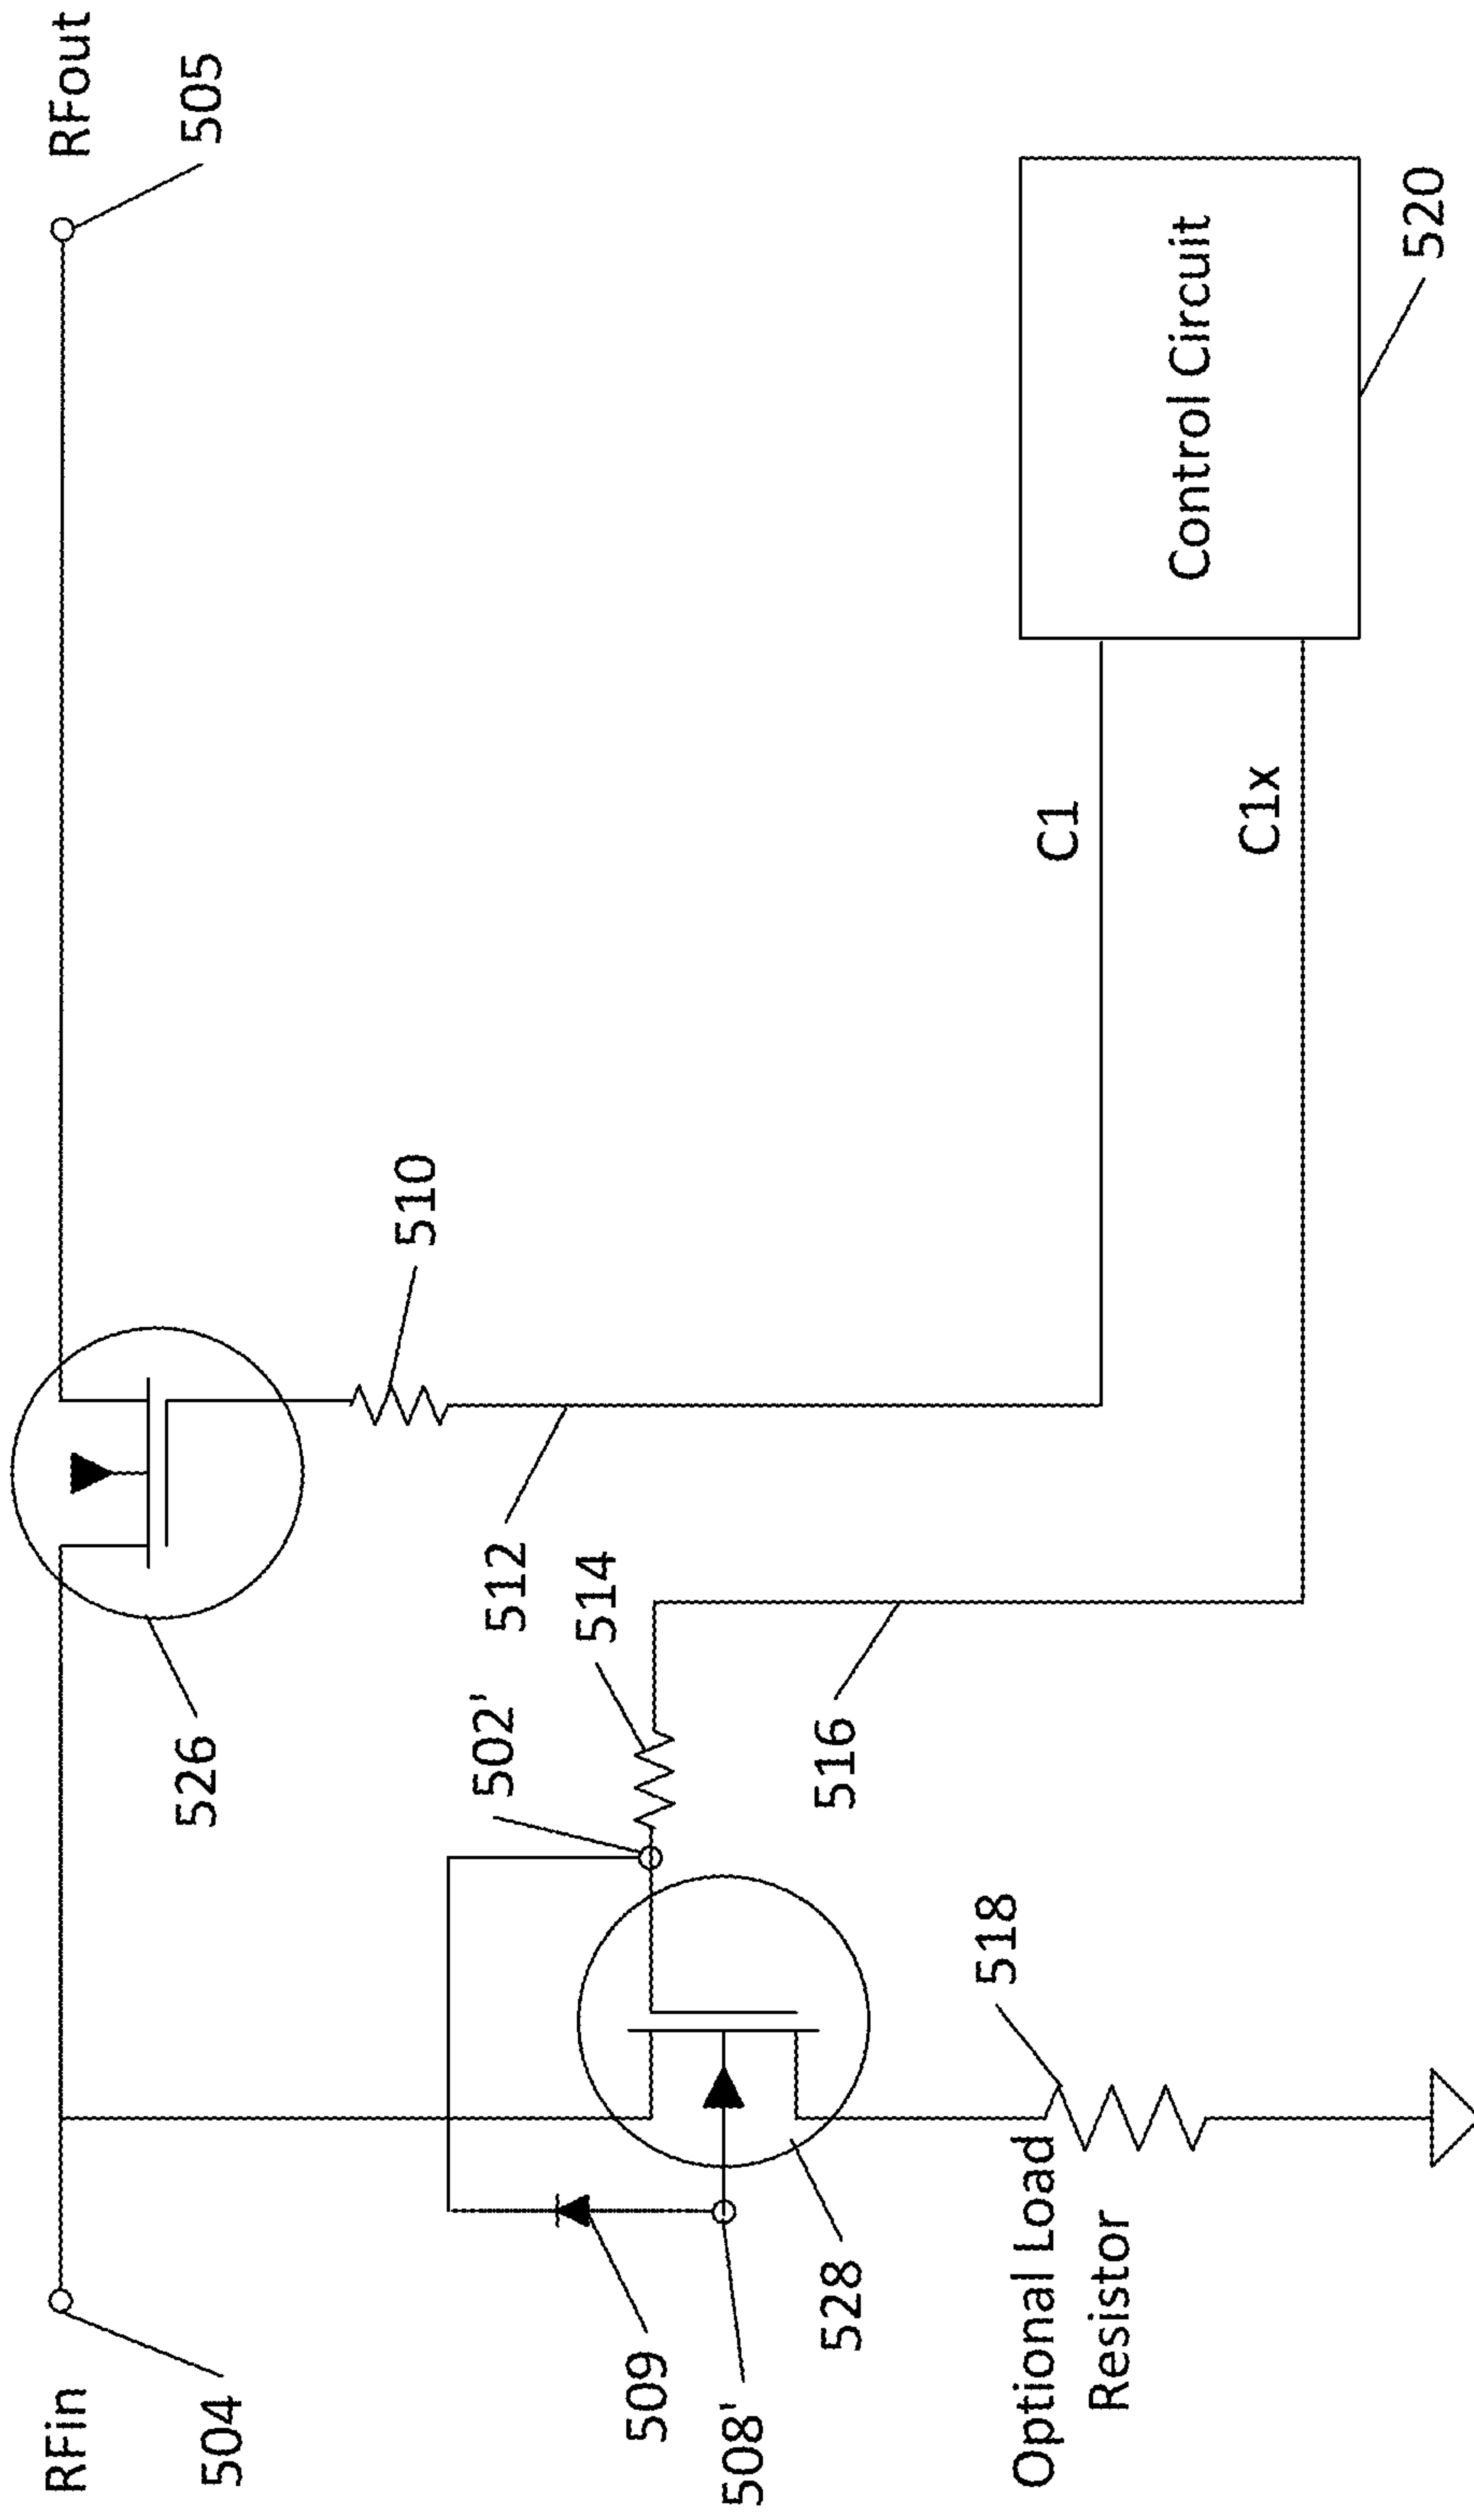 RFin
504
RFout
505
526
510
512
514
502'
509
508'
528
516
518
Optional Load
Resistor
C1
C1x
Control Circuit
520